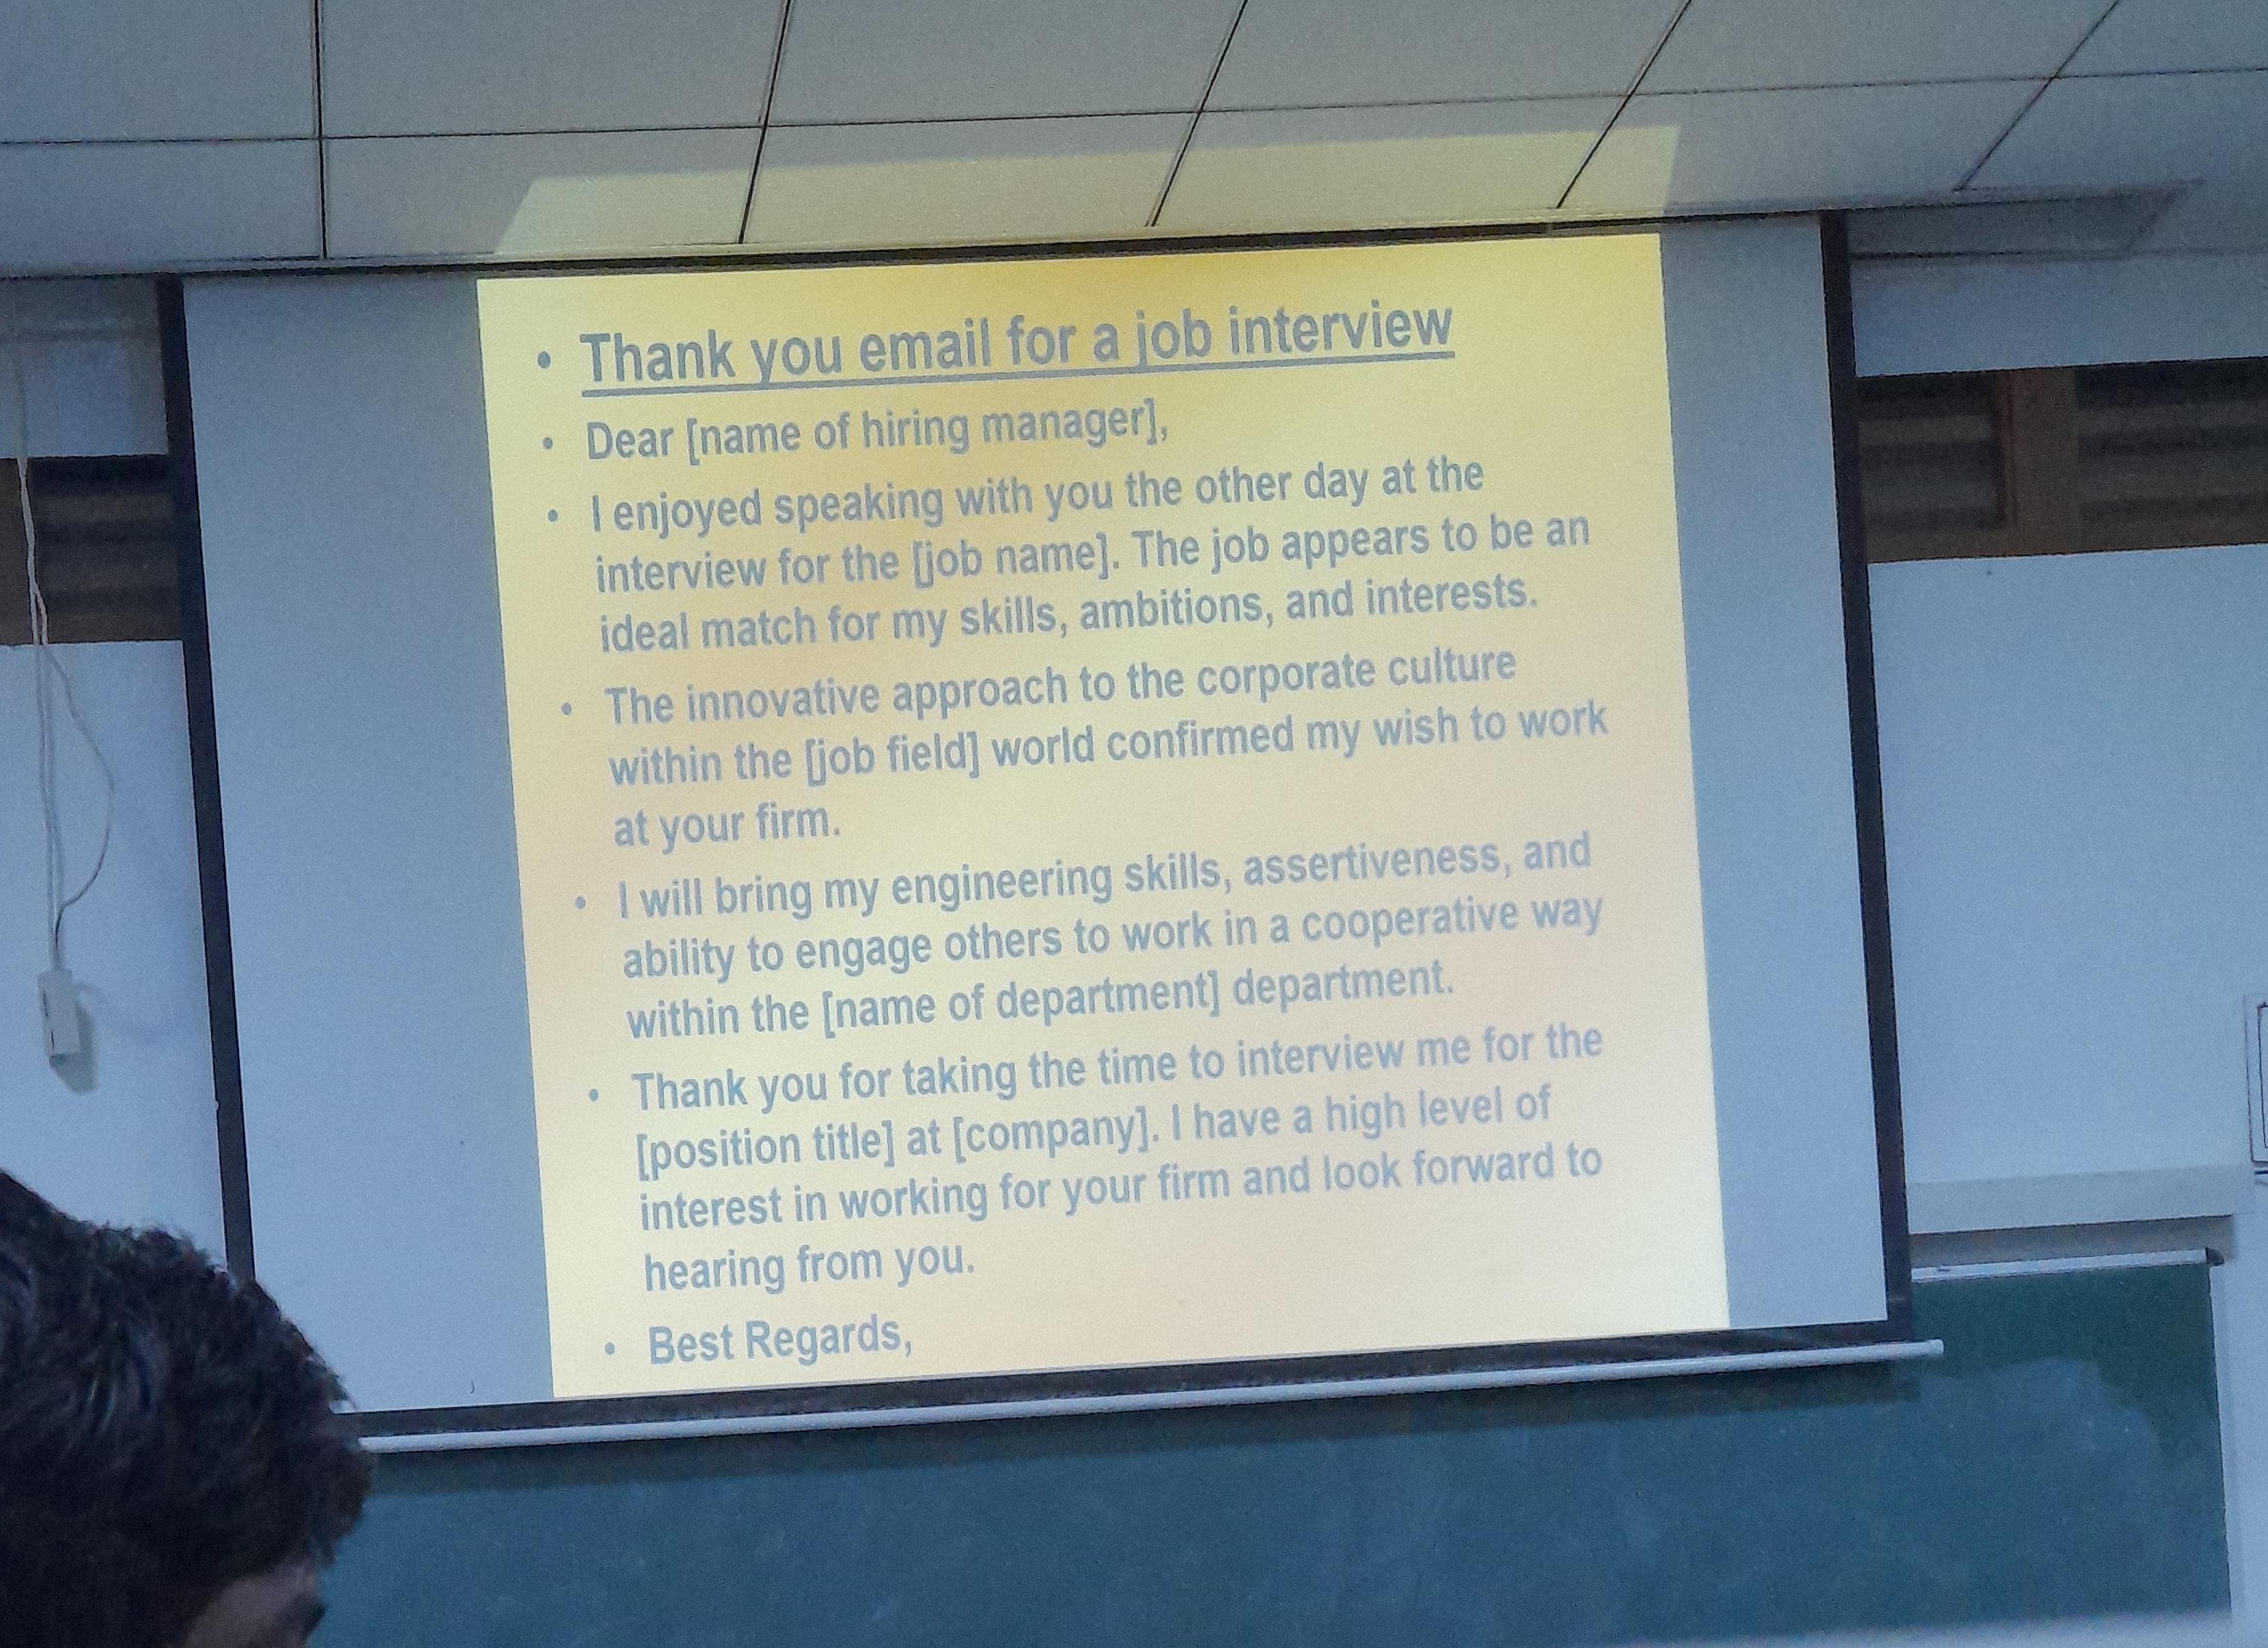 • Thank you email for a job interview
• Dear [name of hiring manager],
• I enjoyed speaking with you the other day at the
interview for the [job name]. The job appears to be an
ideal match for my skills, ambitions, and interests.
• The innovative approach to the corporate culture
within the [job field] world confirmed my wish to work
at your firm.
• I will bring my engineering skills, assertiveness, and
ability to engage others to work in a cooperative way
within the [name of department] department.
• Thank you for taking the time to interview me for the
[position title] at [company]. I have a high level of
interest in working for your firm and look forward to
hearing from you.
• Best Regards,